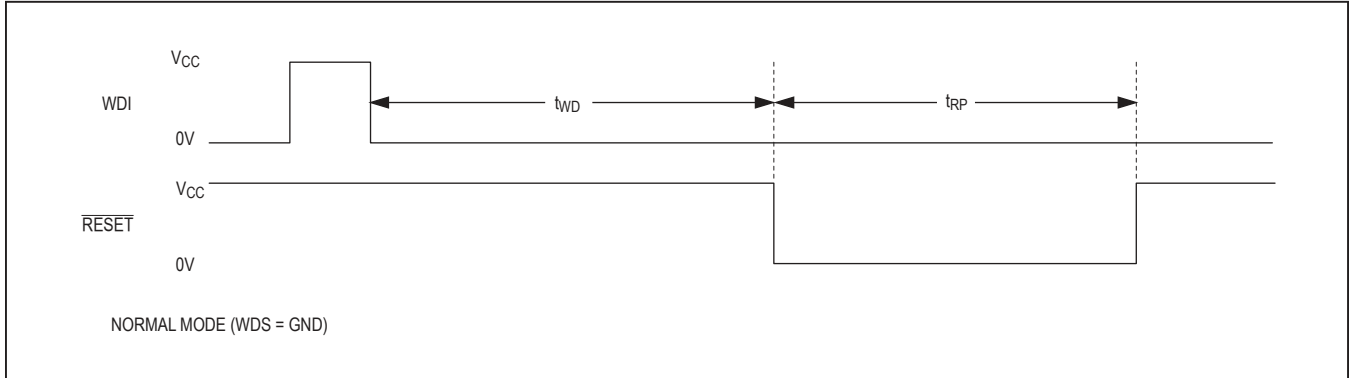 VCC
WDI
tWD
tRP
0V
VCC
RESET
0V
NORMAL MODE (WDS = GND)